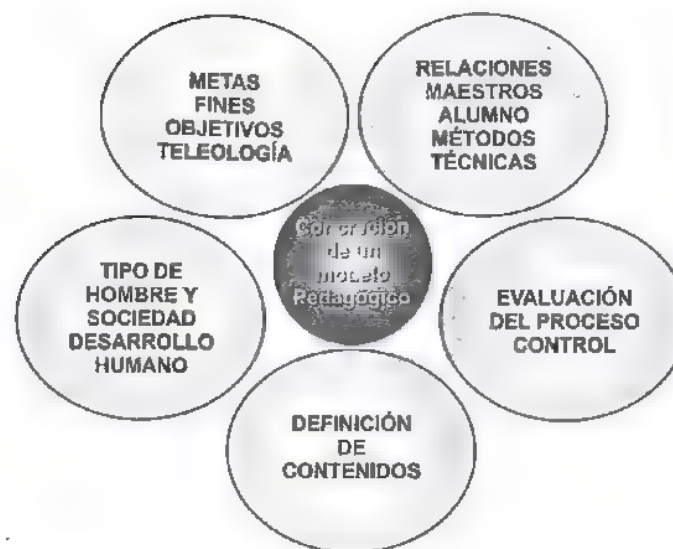 METAS
FINES
OBJETIVOS
TELEOLOGÍA
RELACIONES
MAESTROS
ALUMNO
MÉTODOS
TÉCNICAS
de un
modelo
Pedagógico
TIPO DE
HOMBRE Y
SOCIEDAD
DESARROLLO
HUMANO
EVALUACIÓN
DEL PROCESO
CONTROL
DEFINICIÓN
DE
CONTENIDOS